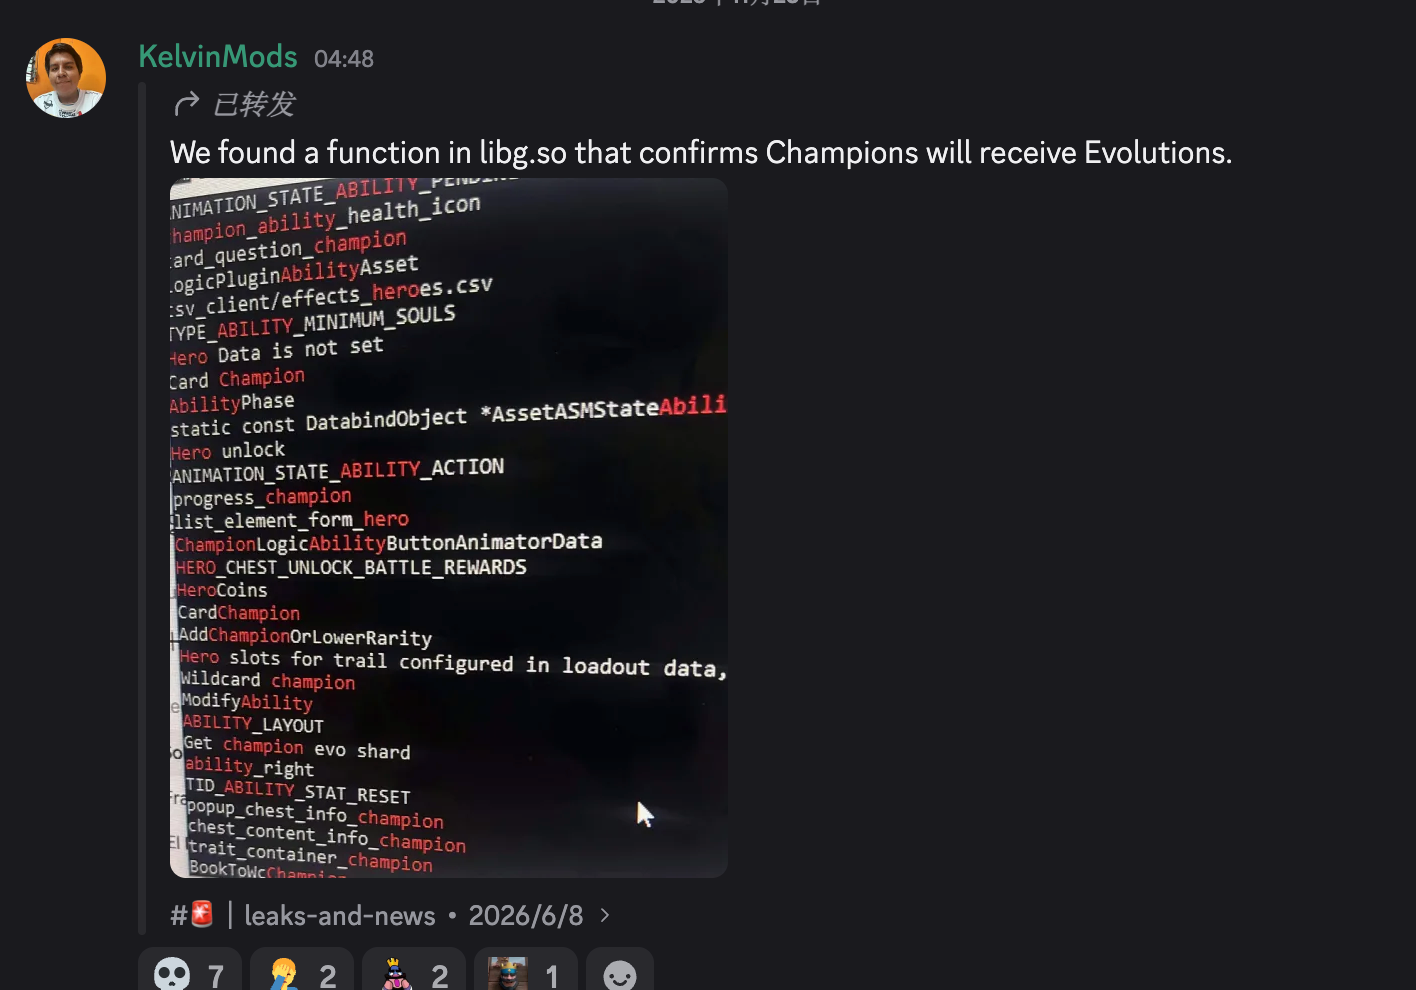 KelvinMods 04:48
已转发
We found a function in libg.so that confirms Champions will receive Evolutions.
NIMATION_STATE_ABILITY_PENDING
hampion_ability_health_icon
ard_question_champion
ogicPluginAbilityAsset
csv_client/effects_heroes.csv
TYPE_ABILITY_MINIMUM_SOULS
Hero Data is not set
Card Champion
AbilityPhase
static const DatabindObject *AssetASMStateAbili
Hero unlock
ANIMATION_STATE_ABILITY_ACTION
progress_champion
list_element_form_hero
ChampionLogicAbilityButtonAnimatorData
HERO_CHEST_UNLOCK_BATTLE_REWARDS
HeroCoins
CardChampion
AddChampionOrLowerRarity
Hero slots for trail configured in loadout data,
Wildcard champion
ModifyAbility
ABILITY_LAYOUT
Get champion evo shard
ability_right
TID_ABILITY_STAT_RESET
popup_chest_info_champion
chest_content_info_champion
trait_container_champion
BookToWcChampion
#🚨 | leaks-and-news • 2026/6/8 >
7 2 2 1